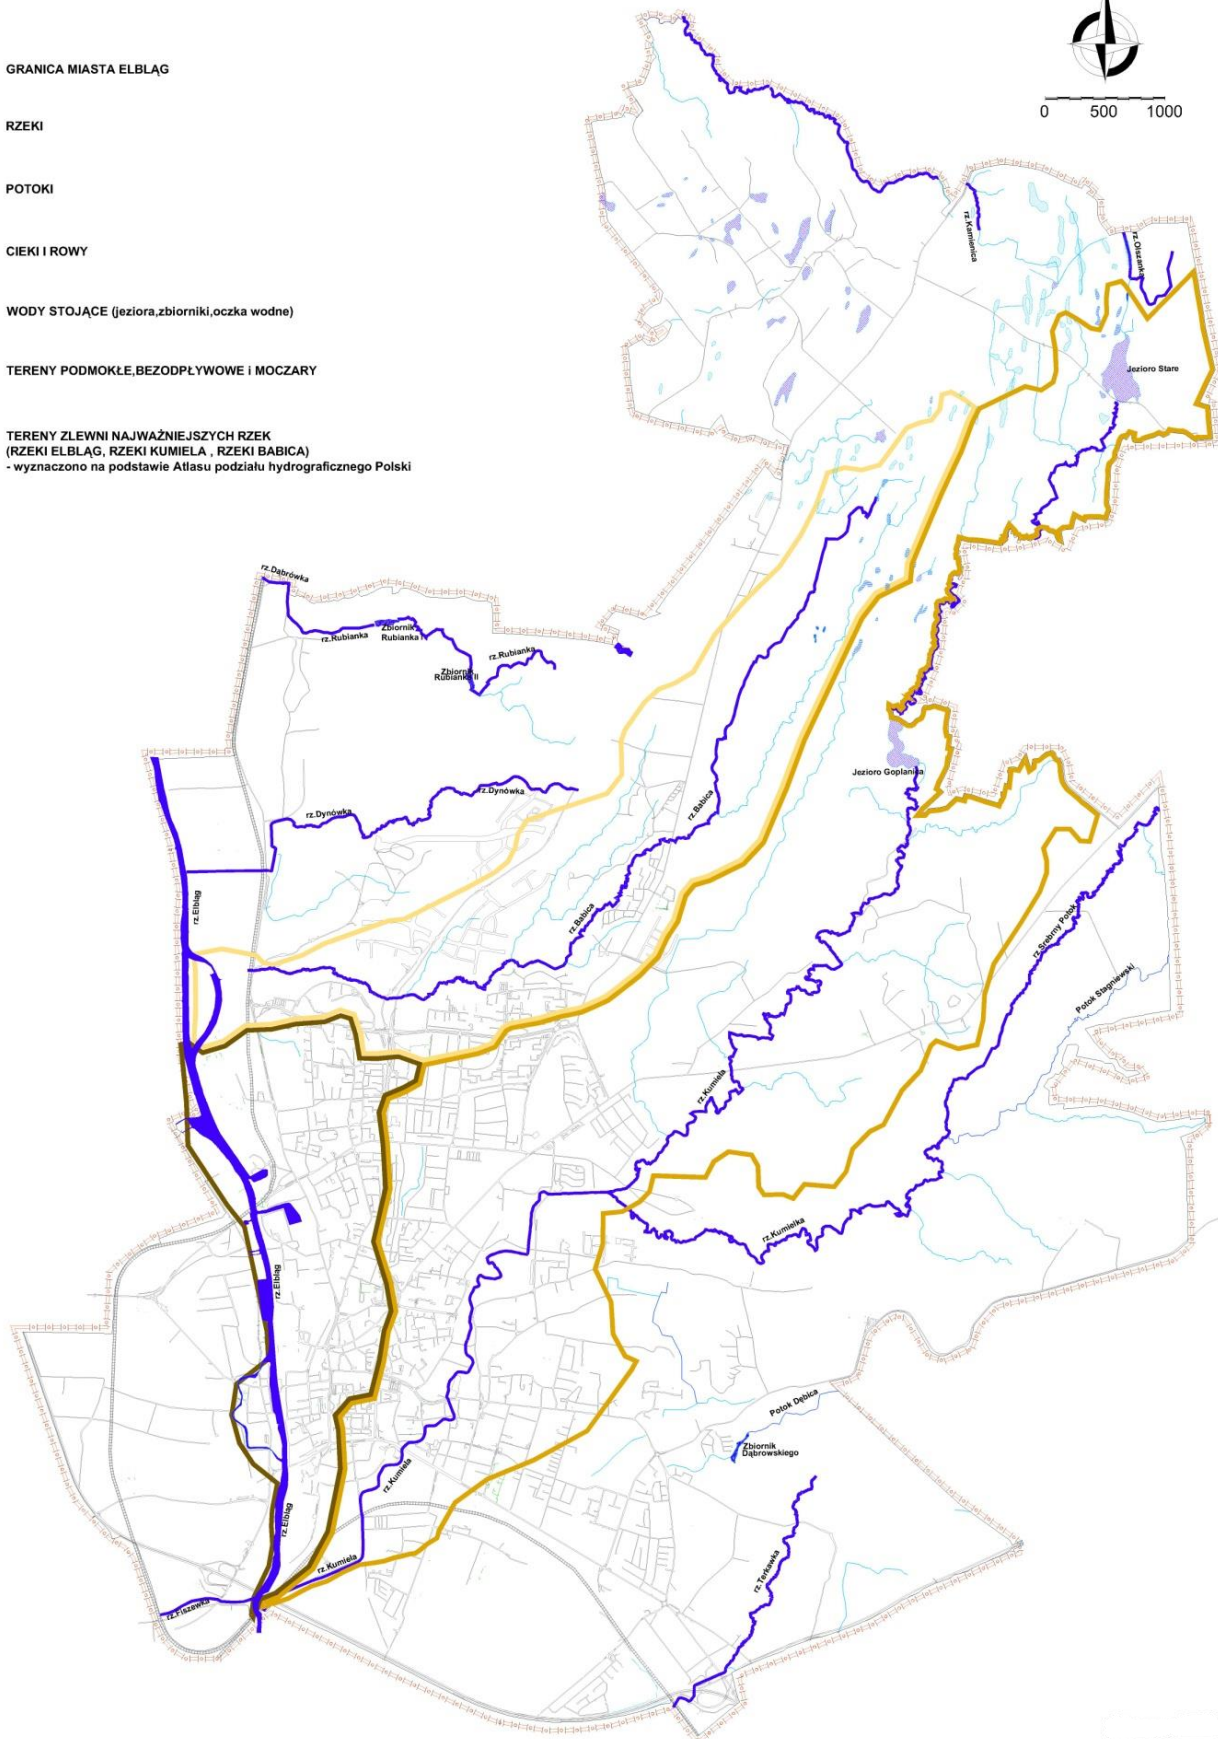 GRANICA MIASTA ELBLĄG
RZEKI
POTOKI
CIEKI I ROWY
WODY STOJĄCE (jeziora,zbiorniki,oczka wodne)
TERENY PODMOKŁE,BEZODPŁYWOWE i MOCZARY
TERENY ZLEWNI NAJWAŻNIEJSZYCH RZEK
(RZEKI ELBLĄG, RZEKI KUMIELA , RZEKI BABICA)
- wyznaczono na podstawie Atlasu podziału hydrograficznego Polski
0 500 1000
rz.Kamienica
rz.Olszanka
Jezioro Stare
rz.Dąbrówka
rz.Rubianka
Zbiornik
Rubianka I
rz.Rubianka
Zbiornik
Rubianka II
Jezioro Goplanica
rz.Dynówka
rz.Dynówka
rz.Babica
rz.Elbląg
rz.Babica
rz.Srebrny Potok
Potok Stagniewski
rz.Kumiela
rz.Kumielka
rz.Elbląg
Potok Dębica
Zbiornik
Dąbrowskiego
rz.Kumiela
rz.Elbląg
rz.Kumiela
rz.Terkawka
rz.Fiszewka